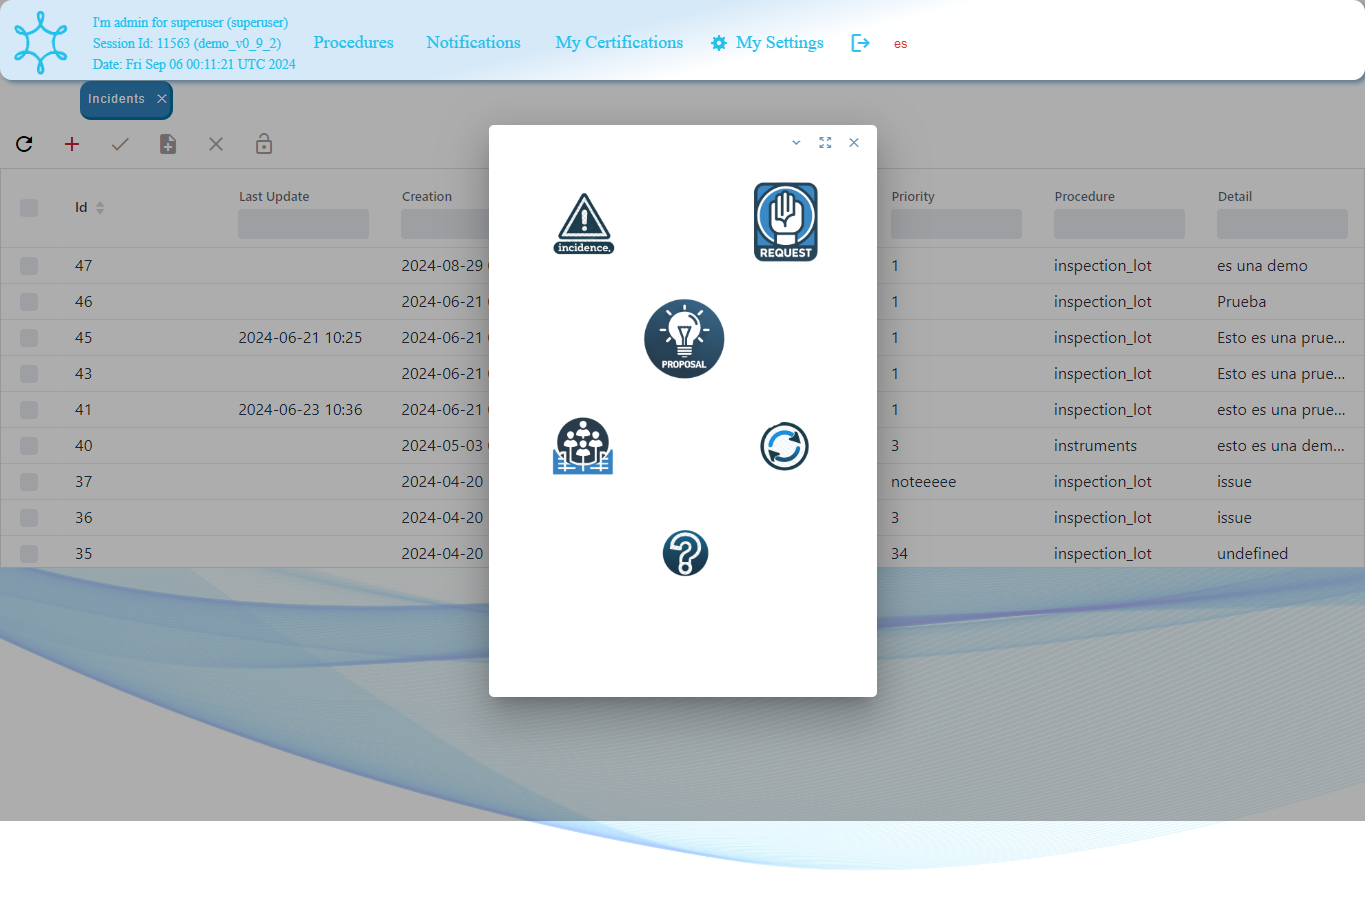 I'm admin for superuser (superuser)
Session Id: 11563 (demo_v0_9_2)
Date: Fri Sep 06 00:11:21 UTC 2024
Procedures
Notifications
My Certifications
My Settings
es
Incidents
Id
Last Update
Creation
Priority
Procedure
Detail
47 2024-08-29 1 inspection_lot es una demo
46 2024-06-21 1 inspection_lot Prueba
45 2024-06-21 10:25 2024-06-21 1 inspection_lot Esto es una prue...
43 2024-06-21 1 inspection_lot Esto es una prue...
41 2024-06-23 10:36 2024-06-21 1 inspection_lot esto es una prue...
40 2024-05-03 3 instruments esto es una dem...
37 2024-04-20 noteeeee inspection_lot issue
36 2024-04-20 3 inspection_lot issue
35 2024-04-20 34 inspection_lot undefined
incidence.
REQUEST
PROPOSAL